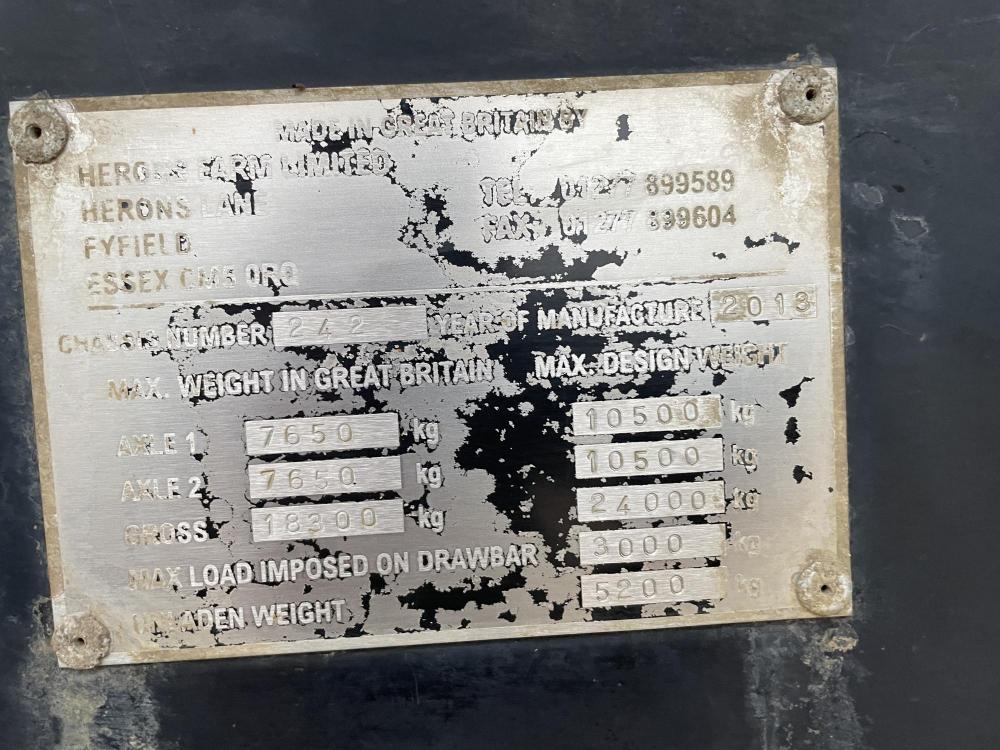 MADE IN GREAT BRITAIN BY
FARM LIMITED
TEL. 01277 899589
HERONS LANE
FAX. 01277 899604
FYFIELD
ESSEX CM5 0RQ
CHASSIS NUMBER 242 YEAR OF MANUFACTURE 2013
MAX. WEIGHT IN GREAT BRITAIN MAX. DESIGN WEIGHT
AXLE 1 7650 kg 10500 kg
AXLE 2 7650 kg 10500 kg
GROSS 18300 kg 24000 kg
MAX LOAD IMPOSED ON DRAWBAR 3000 kg
UNLADEN WEIGHT 5200 kg